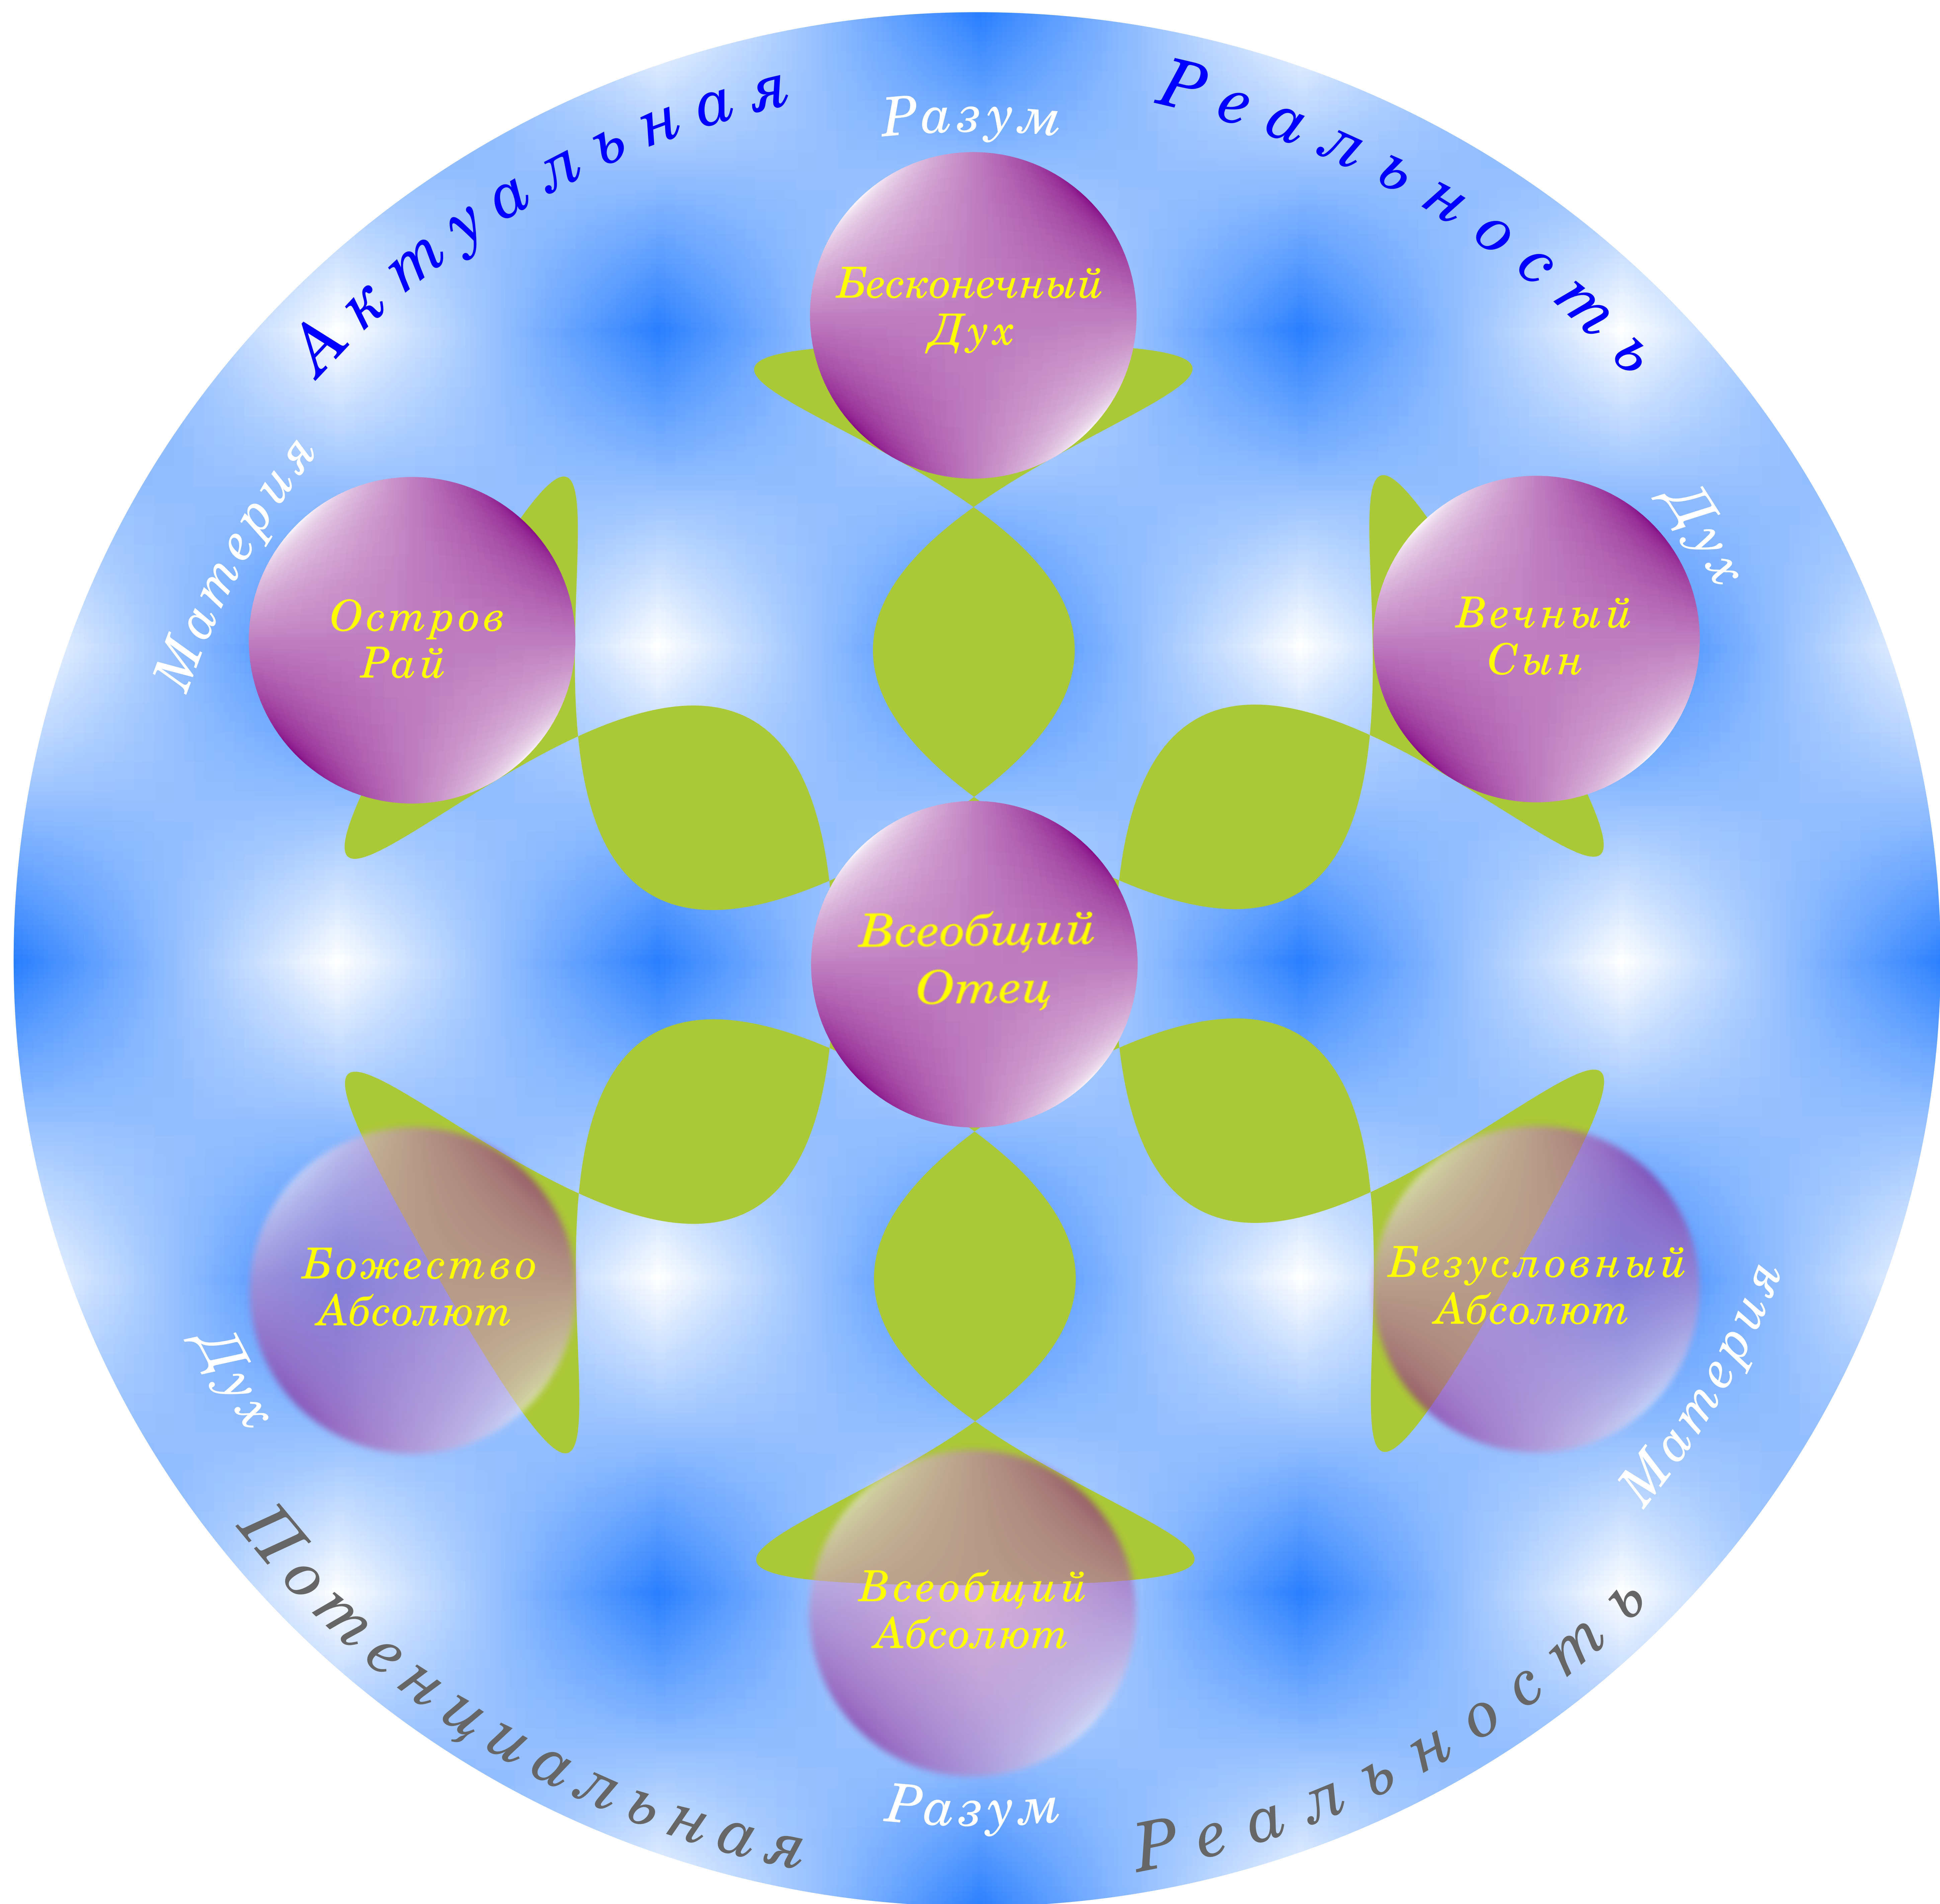 Актуальная Реальность
Разум
Бесконечный
Дух
Материя
Остров
Рай
Дух
Вечный
Сын
Всеобщий
Отец
Божество
Абсолют
Дух
Безусловный
Абсолют
Материя
Всеобщий
Абсолют
Разум
Потенциальная Реальность